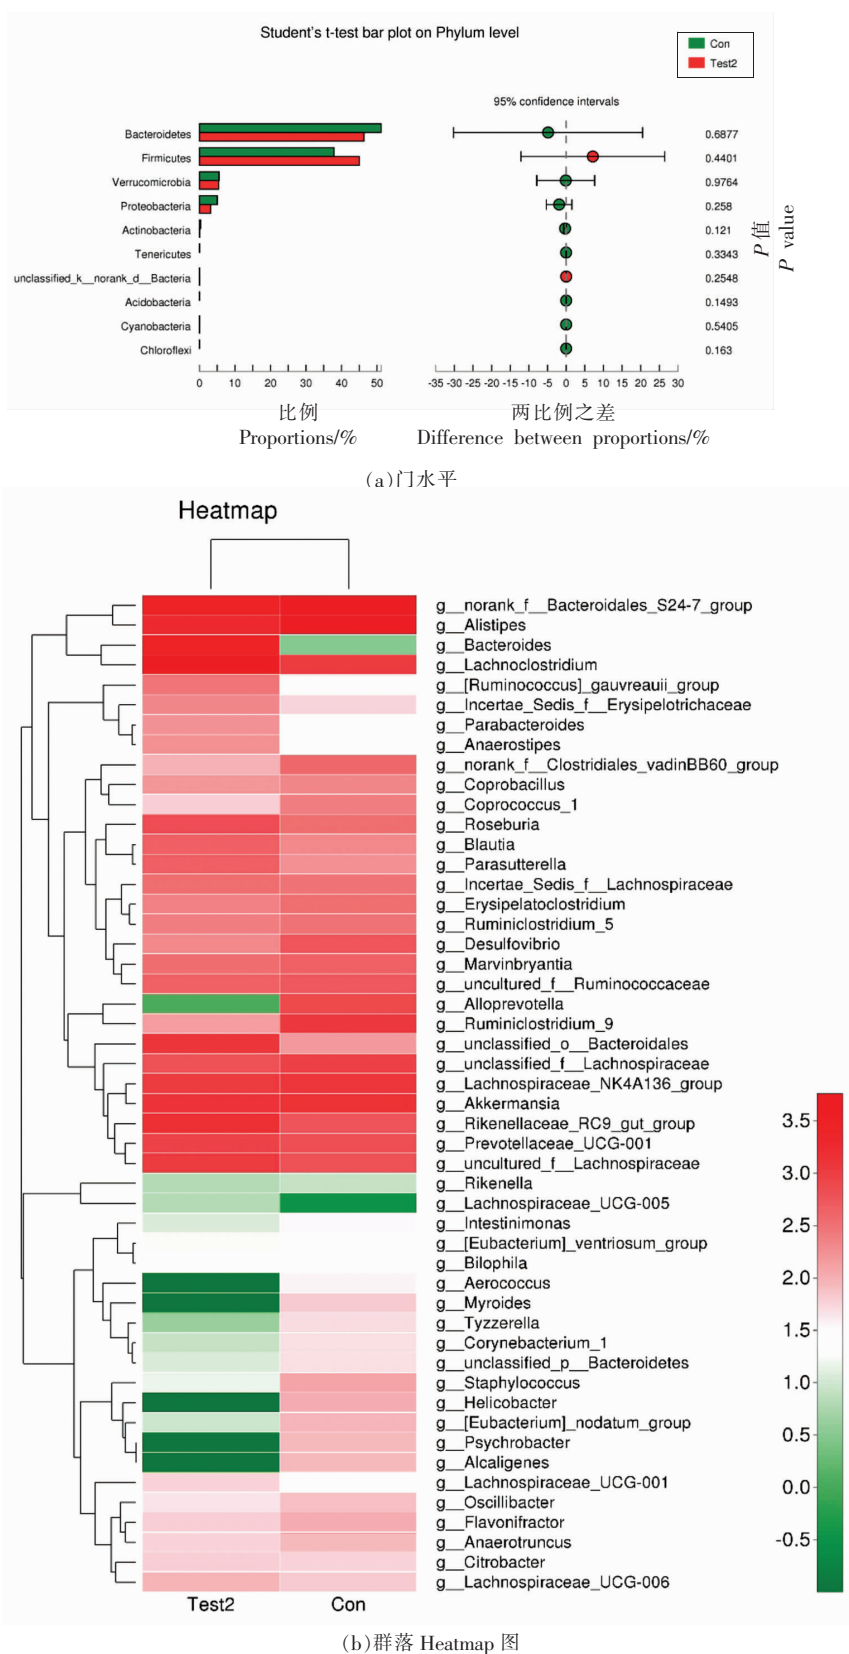 Student's t-test bar plot on Phylum level
Con
Test2
95% confidence intervals
Bacteroidetes 0.6877
Firmicutes 0.4401
Verrucomicrobia 0.9764
Proteobacteria 0.258
Actinobacteria 0.121
Tenericutes 0.3343
unclassified_k__norank_d__Bacteria 0.2548
Acidobacteria 0.1493
Cyanobacteria 0.5405
Chloroflexi 0.163
P 值
P value
0 10 20 30 40 50
-35 -30 -25 -20 -15 -10 -5 0 5 10 15 20 25 30
比例 两比例之差
Proportions/% Difference between proportions/%
(a)门水平
Heatmap
g__norank_f__Bacteroidales_S24-7_group
g__Alistipes
g__Bacteroides
g__Lachnoclostridium
g__[Ruminococcus]_gauvreauii_group
g__Incertae_Sedis_f__Erysipelotrichaceae
g__Parabacteroides
g__Anaerostipes
g__norank_f__Clostridiales_vadinBB60_group
g__Coprobacillus
g__Coprococcus_1
g__Roseburia
g__Blautia
g__Parasutterella
g__Incertae_Sedis_f__Lachnospiraceae
g__Erysipelatoclostridium
g__Ruminiclostridium_5
g__Desulfovibrio
g__Marvinbryantia
g__uncultured_f__Ruminococcaceae
g__Alloprevotella
g__Ruminiclostridium_9
g__unclassified_o__Bacteroidales
g__unclassified_f__Lachnospiraceae
g__Lachnospiraceae_NK4A136_group
g__Akkermansia
g__Rikenellaceae_RC9_gut_group
g__Prevotellaceae_UCG-001
g__uncultured_f__Lachnospiraceae
g__Rikenella
g__Lachnospiraceae_UCG-005
g__Intestinimonas
g__[Eubacterium]_ventriosum_group
g__Bilophila
g__Aerococcus
g__Myroides
g__Tyzzerella
g__Corynebacterium_1
g__unclassified_p__Bacteroidetes
g__Staphylococcus
g__Helicobacter
g__[Eubacterium]_nodatum_group
g__Psychrobacter
g__Alcaligenes
g__Lachnospiraceae_UCG-001
g__Oscillibacter
g__Flavonifractor
g__Anaerotruncus
g__Citrobacter
g__Lachnospiraceae_UCG-006
3.5
3.0
2.5
2.0
1.5
1.0
0.5
0.0
-0.5
Test2 Con
(b)群落 Heatmap 图